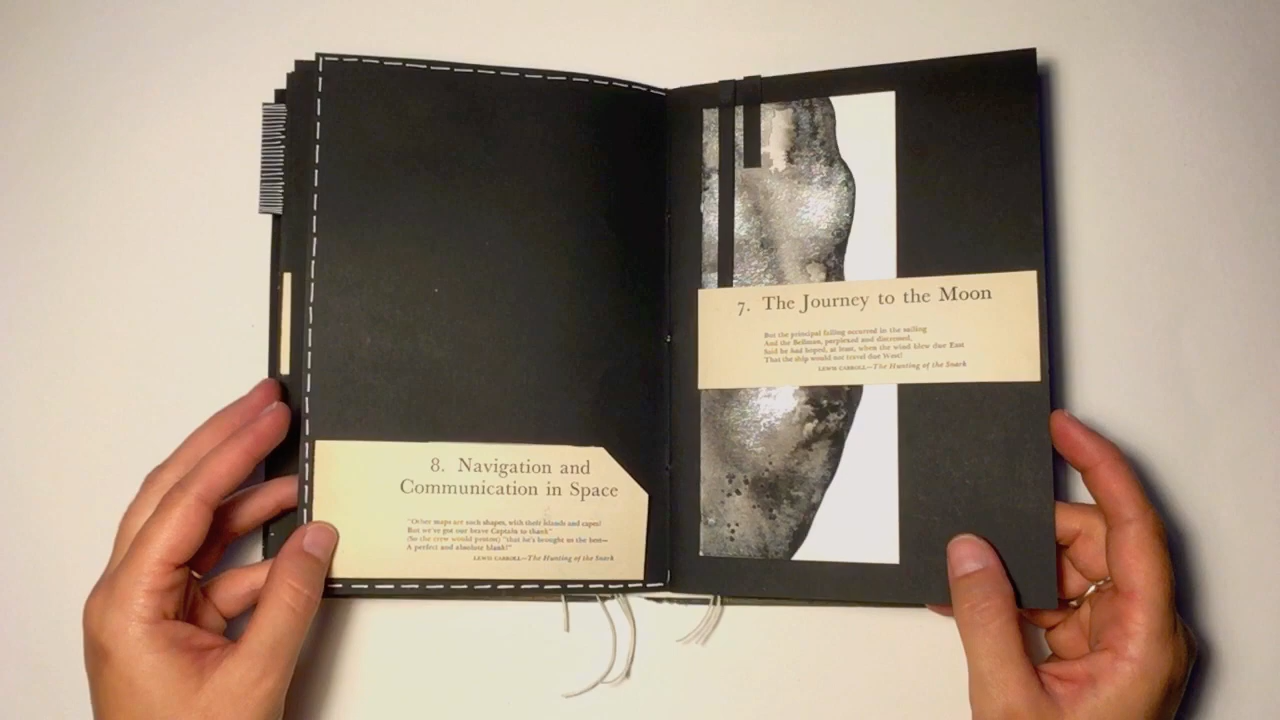 8. Navigation and
Communication in Space
"Other maps are such shapes, with their islands and capes!
But we've got our brave Captain to thank"
(So the crew would protest) "that he's brought us the best—
A perfect and absolute blank!"
LEWIS CARROLL—The Hunting of the Snark
7. The Journey to the Moon
But the principal failing occurred in the sailing
And the Bellman, perplexed and distressed,
Said he had hoped, at least, when the wind blew due East
That the ship would not travel due West!
LEWIS CARROLL—The Hunting of the Snark